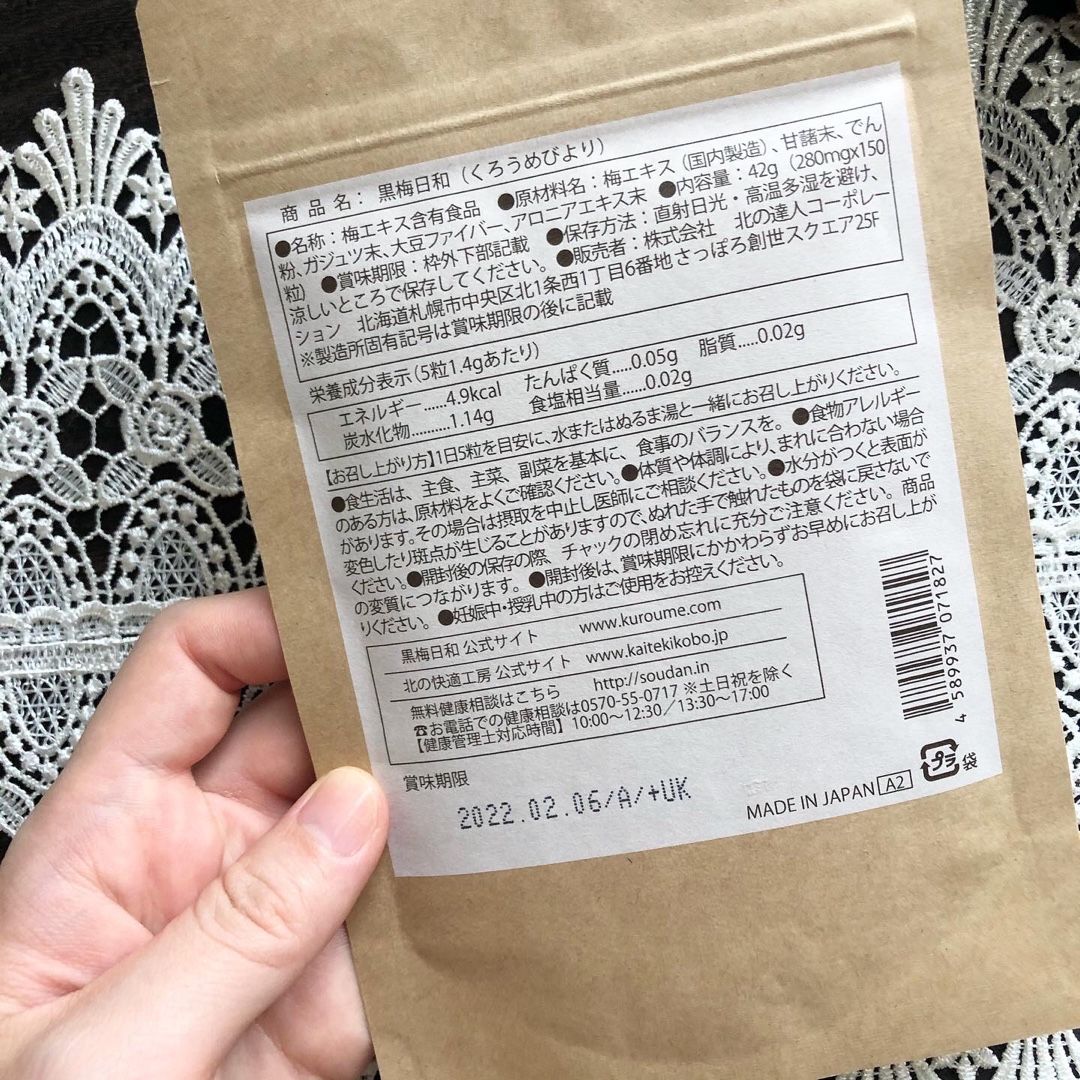 商 品 名： 黒梅日和（くろうめびより）
●名称：梅エキス含有食品 ●原材料名：梅エキス（国内製造）、甘藷末、でん
粉、ガジュツ末、大豆ファイバー、アロニアエキス末 ●内容量：42g（280mgx150
粒） ●賞味期限：枠外下部記載 ●保存方法：直射日光・高温多湿を避け、
涼しいところで保存してください。●販売者：株式会社 北の達人コーポレー
ション 北海道札幌市中央区北1条西1丁目6番地 さっぽろ創世スクエア25F
※製造所固有記号は賞味期限の後に記載
栄養成分表示（5粒1.4gあたり）
エネルギー……4.9kcal たんぱく質……0.05g 脂質……0.02g
炭水化物………..1.14g 食塩相当量……0.02g
【お召し上がり方】1日5粒を目安に、水またはぬるま湯と一緒にお召し上がりください。
●食生活は、主食、主菜、副菜を基本に、食事のバランスを。●食物アレルギー
のある方は、原材料をよくご確認ください。●体質や体調により、まれに合わない場合
があります。その場合は摂取を中止し医師にご相談ください。●水分がつくと表面が
変色したり斑点が生じることがありますので、ぬれた手で触れたものを袋に戻さないで
ください。●開封後の保存の際、チャックの閉め忘れに充分ご注意ください。商品
の変質につながります。●開封後は、賞味期限にかかわらずお早めにお召し上が
りください。●妊娠中・授乳中の方はご使用をお控えください。
黒梅日和 公式サイト www.kuroume.com
北の快適工房 公式サイト www.kaitekikobo.jp
無料健康相談はこちら http://soudan.in
☎お電話での健康相談は0570-55-0717 ※土日祝を除く
【健康管理士対応時間】 10:00～12:30／13:30～17:00
賞味期限
2022.02.06/A/+UK
4 589937 071827
プラ 袋
MADE IN JAPAN A2